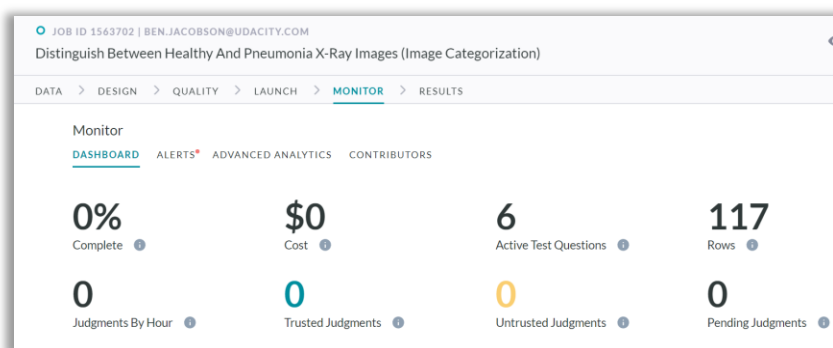 JOB ID 1563702 | BEN.JACOBSON@UDACITY.COM
Distinguish Between Healthy And Pneumonia X-Ray Images (Image Categorization)
DATA > DESIGN > QUALITY > LAUNCH > MONITOR > RESULTS
Monitor
DASHBOARD ALERTS ADVANCED ANALYTICS CONTRIBUTORS
0% $0 6 117
Complete Cost Active Test Questions Rows
0 0 0 0
Judgments By Hour Trusted Judgments Untrusted Judgments Pending Judgments